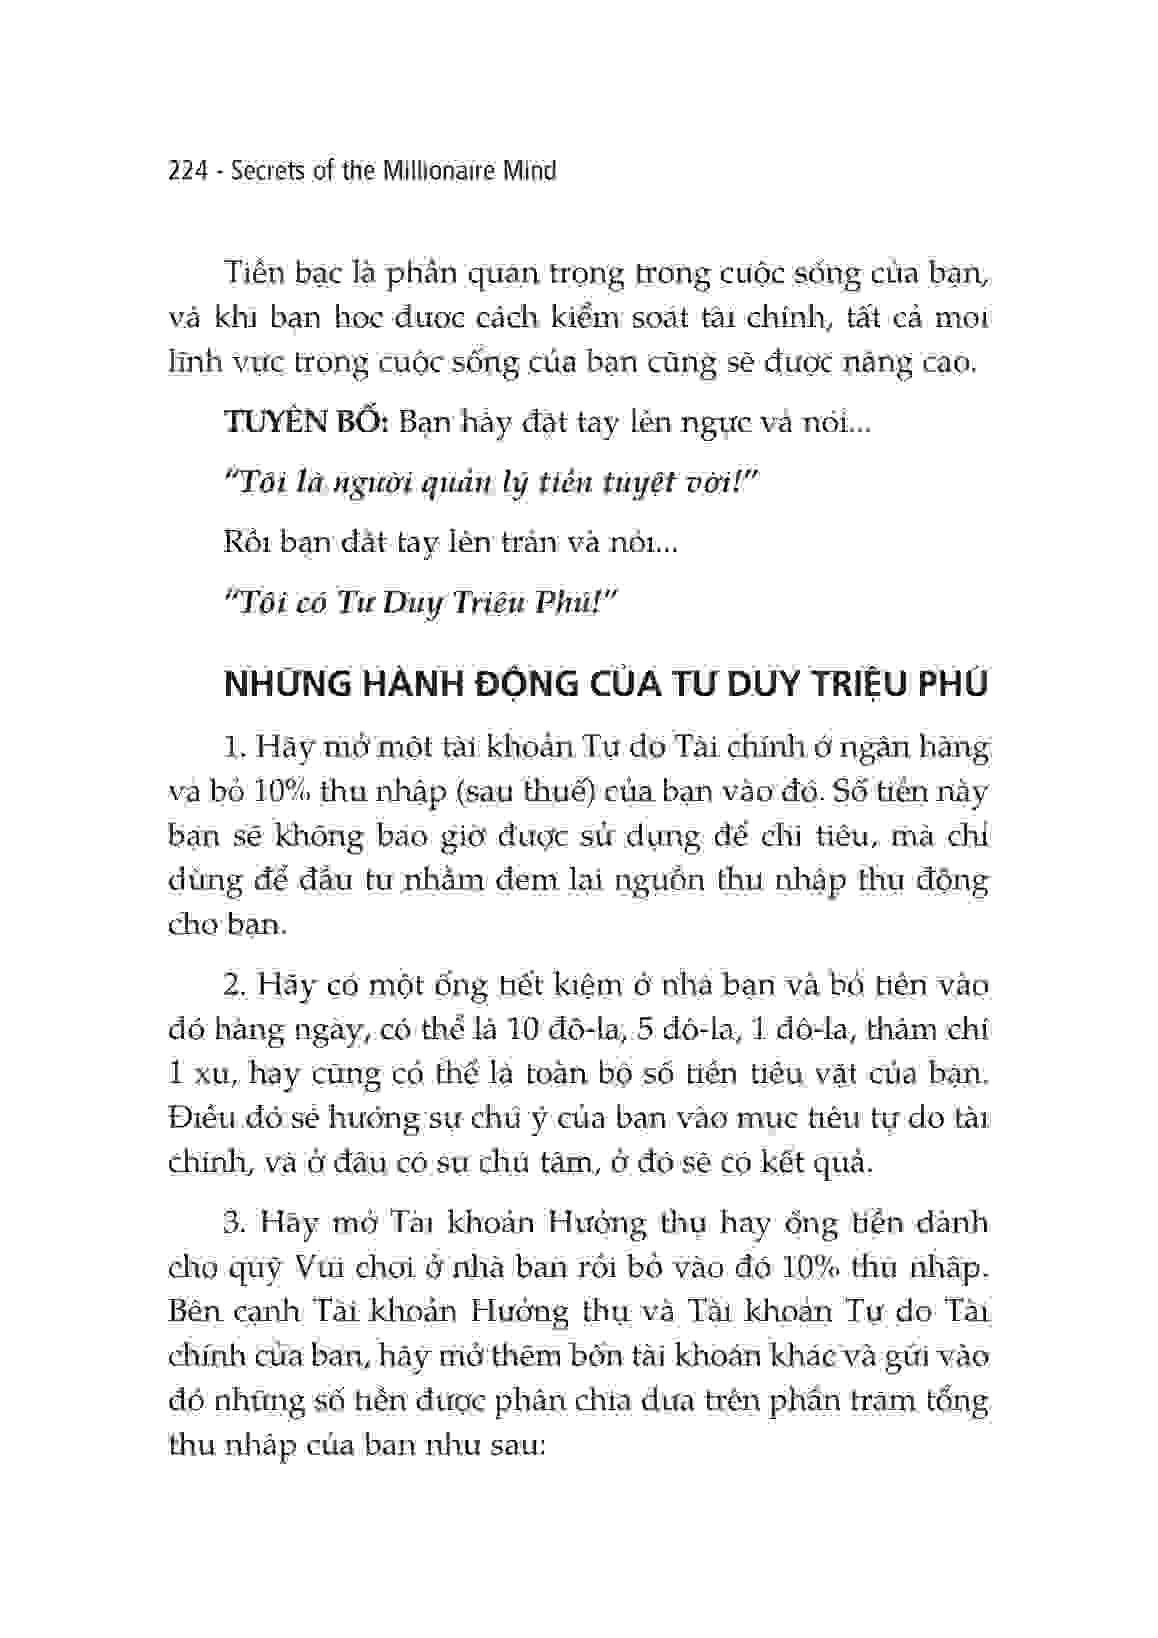 224 - Secrets of the Millionaire Mind
Tiền bạc là phần quan trọng trong cuộc sống của bạn,
và khi bạn học được cách kiểm soát tài chính, tất cả mọi
lĩnh vực trong cuộc sống của bạn cũng sẽ được nâng cao.
TUYÊN BỐ: Bạn hãy đặt tay lên ngực và nói...
“Tôi là người quản lý tiền tuyệt vời!”
Rồi bạn đặt tay lên trán và nói...
“Tôi có Tư Duy Triệu Phú!”
NHỮNG HÀNH ĐỘNG CỦA TƯ DUY TRIỆU PHÚ
1. Hãy mở một tài khoản Tự do Tài chính ở ngân hàng
và bỏ 10% thu nhập (sau thuế) của bạn vào đó. Số tiền này
bạn sẽ không bao giờ được sử dụng để chi tiêu, mà chỉ
dùng để đầu tư nhằm đem lại nguồn thu nhập thụ động
cho bạn.
2. Hãy có một ống tiết kiệm ở nhà bạn và bỏ tiền vào
đó hàng ngày, có thể là 10 đô-la, 5 đô-la, 1 đô-la, thậm chí
1 xu, hay cũng có thể là toàn bộ số tiền tiêu vặt của bạn.
Điều đó sẽ hướng sự chú ý của bạn vào mục tiêu tự do tài
chính, và ở đâu có sự chú tâm, ở đó sẽ có kết quả.
3. Hãy mở Tài khoản Hưởng thụ hay ống tiền dành
cho quỹ Vui chơi ở nhà bạn rồi bỏ vào đó 10% thu nhập.
Bên cạnh Tài khoản Hưởng thụ và Tài khoản Tự do Tài
chính của bạn, hãy mở thêm bốn tài khoản khác và gửi vào
đó những số tiền được phân chia dựa trên phần trăm tổng
thu nhập của bạn như sau: